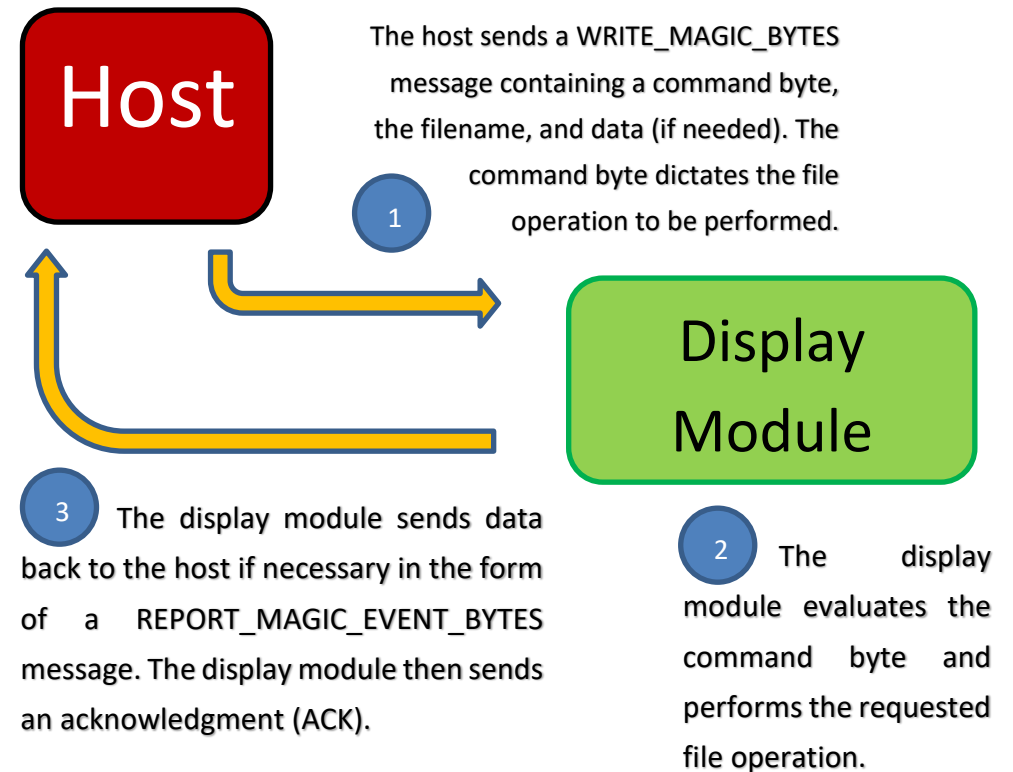 Host
The host sends a WRITE_MAGIC_BYTES
message containing a command byte,
the filename, and data (if needed). The
command byte dictates the file
operation to be performed.
1
Display
Module
3
The display module sends data
back to the host if necessary in the form
of a REPORT_MAGIC_EVENT_BYTES
message. The display module then sends
an acknowledgment (ACK).
2
The display
module evaluates the
command byte and
performs the requested
file operation.